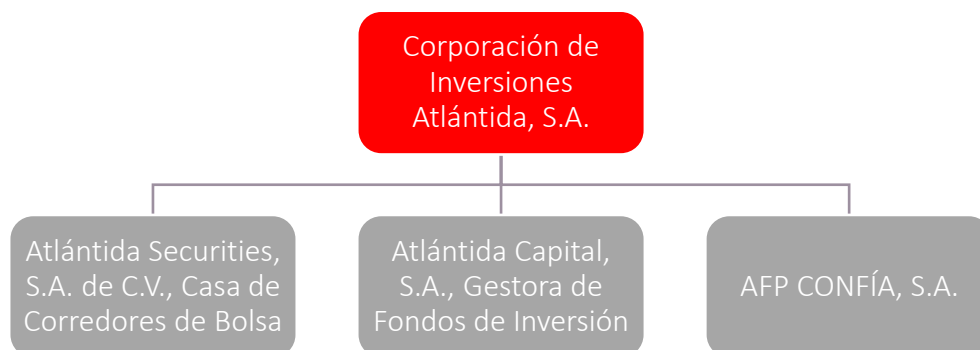 Corporación de
Inversiones
Atlántida, S.A.
Atlántida Securities,
S.A. de C.V., Casa de
Corredores de Bolsa
Atlántida Capital,
S.A., Gestora de
Fondos de Inversión
AFP CONFÍA, S.A.